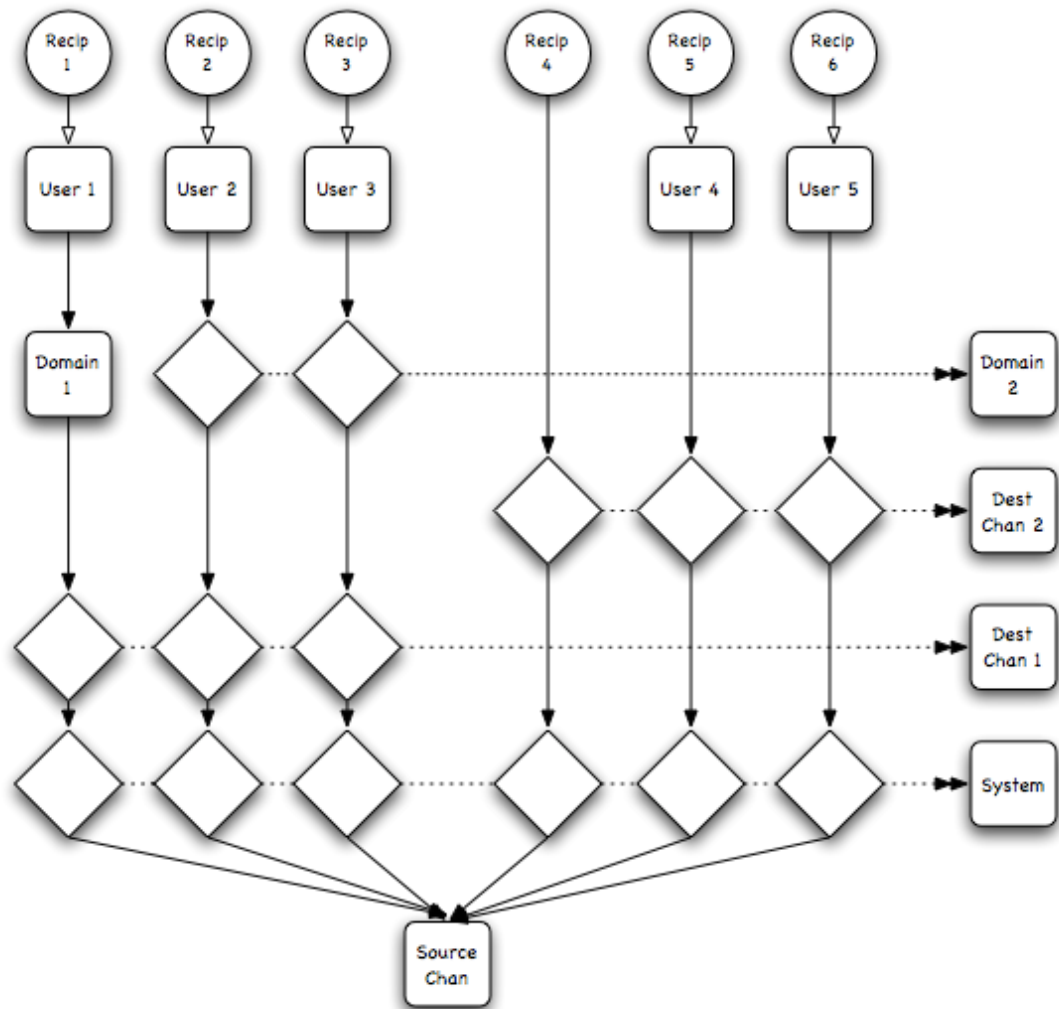 Recip
1
Recip
2
Recip
3
Recip
4
Recip
5
Recip
6
User 1
User 2
User 3
User 4
User 5
Domain
1
Domain
2
Dest
Chan 2
Dest
Chan 1
System
Source
Chan